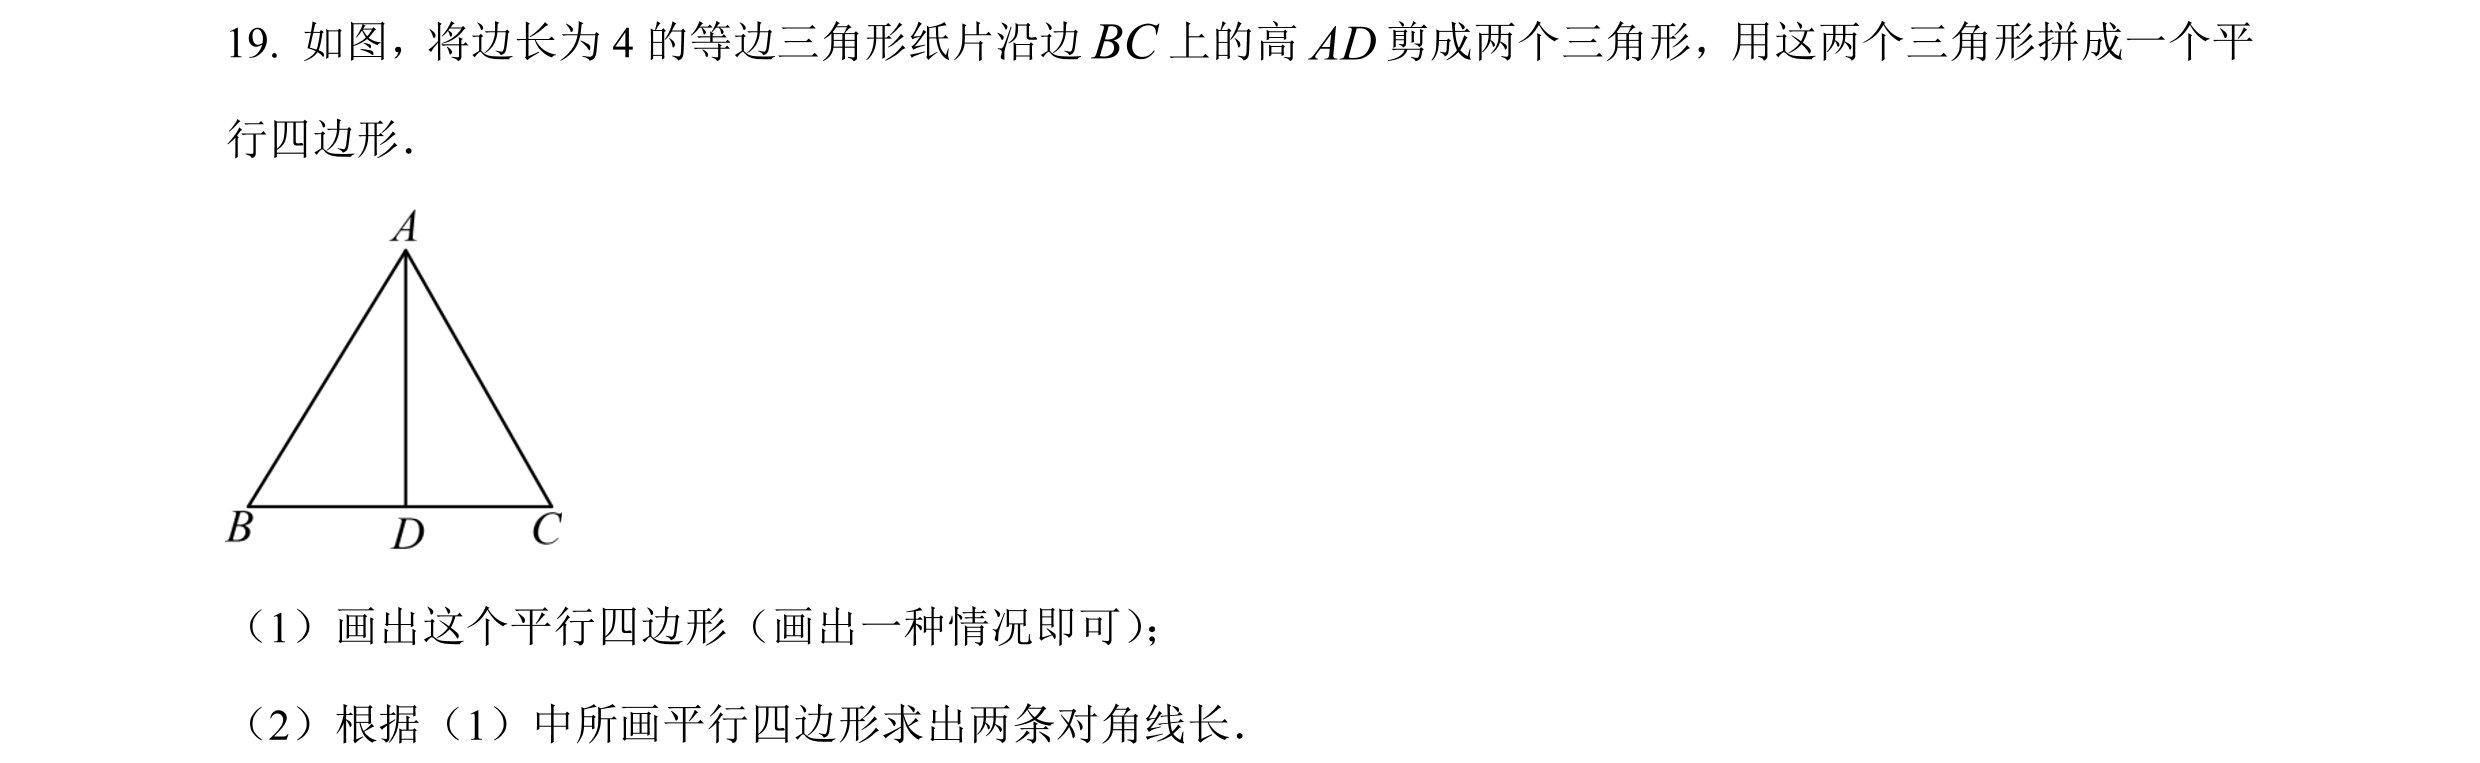 19. 如图，将边长为 4 的等边三角形纸片沿边 BC 上的高 AD 剪成两个三角形，用这两个三角形拼成一个平
行四边形．
A
B
D
C
（1）画出这个平行四边形（画出一种情况即可）；
（2）根据（1）中所画平行四边形求出两条对角线长．